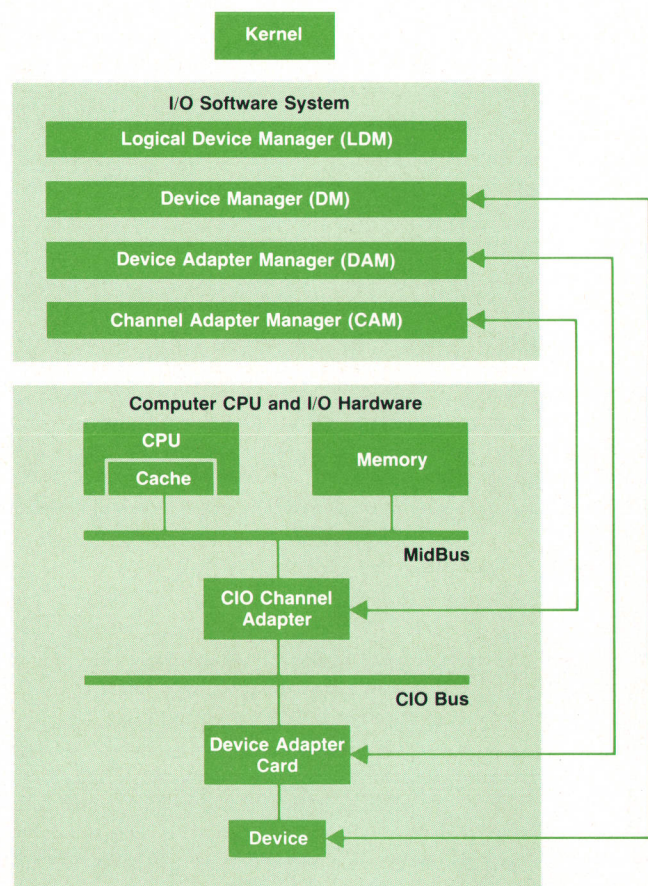 Kernel
I/O Software System
Logical Device Manager (LDM)
Device Manager (DM)
Device Adapter Manager (DAM)
Channel Adapter Manager (CAM)
Computer CPU and I/O Hardware
CPU
Cache
Memory
MidBus
CIO Channel
Adapter
CIO Bus
Device Adapter
Card
Device